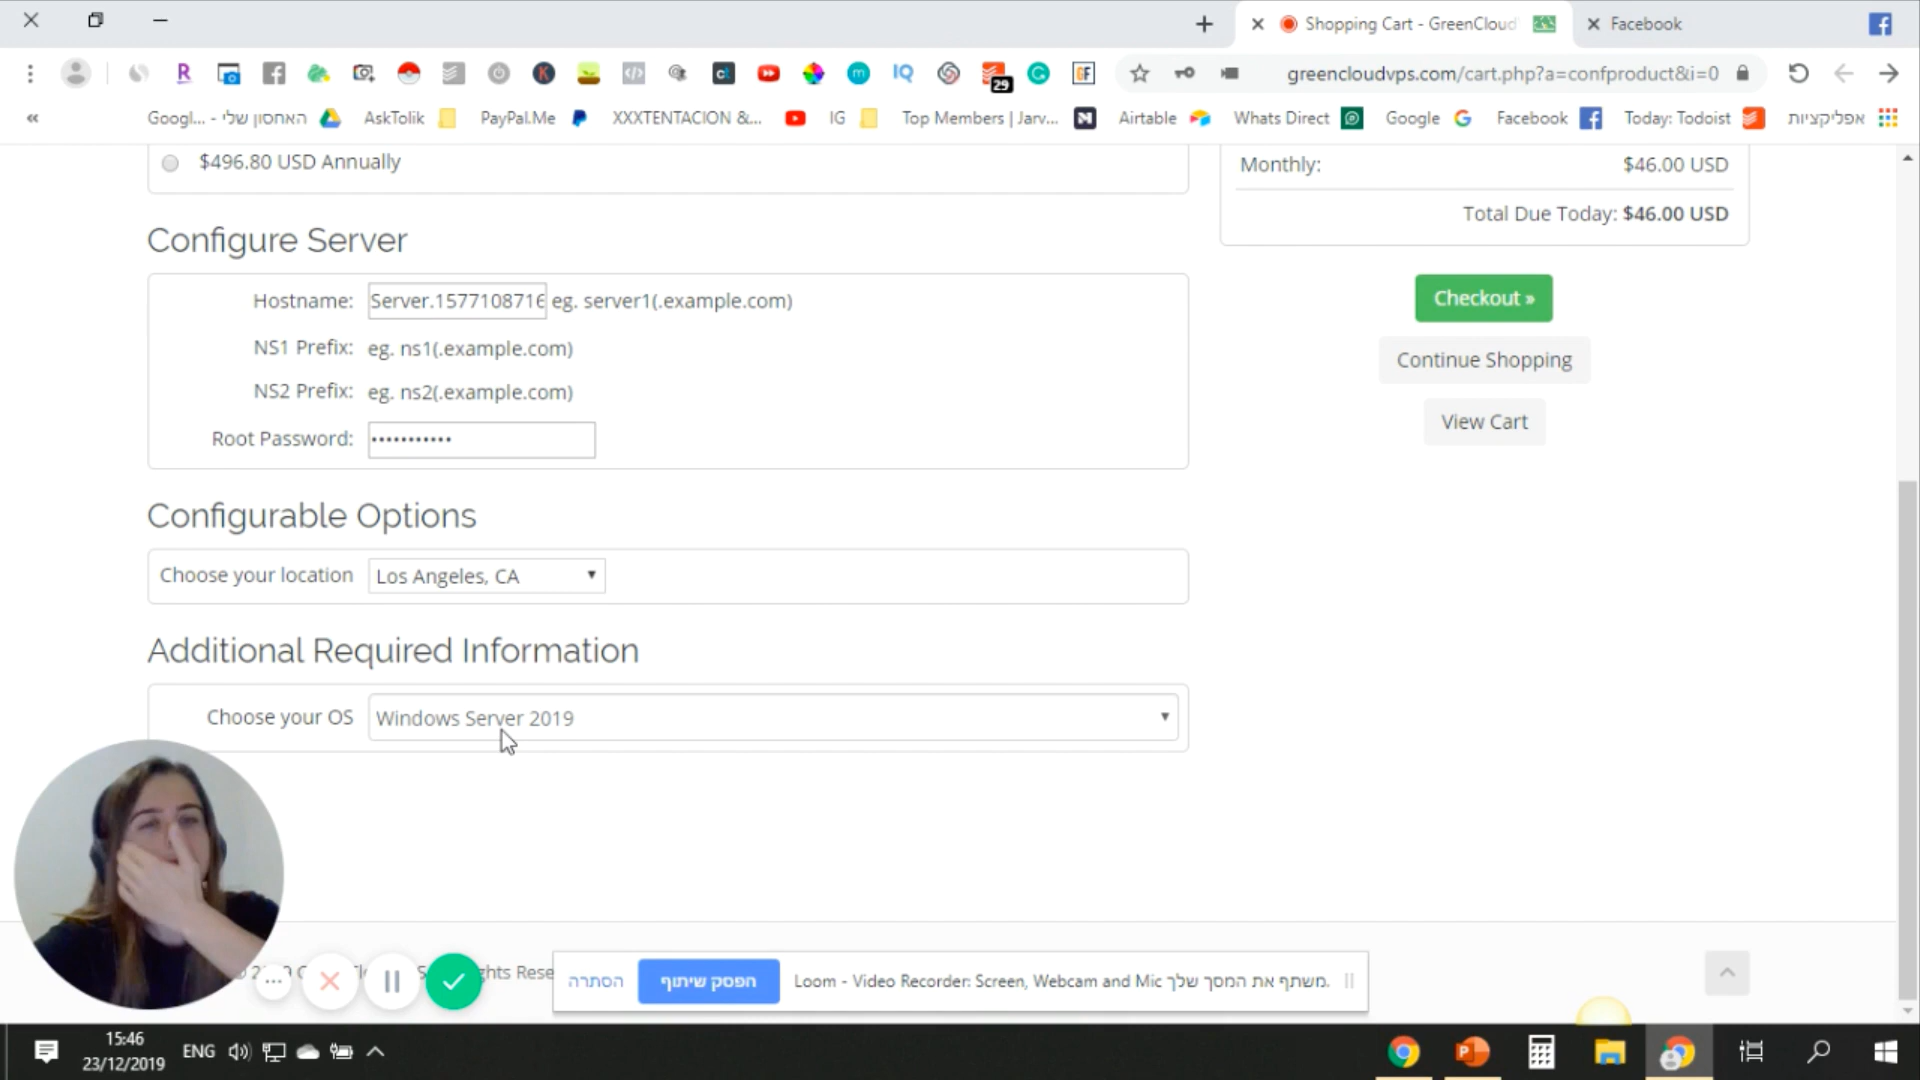 Shopping Cart - GreenCloud
Facebook
29
greencloudvps.com/cart.php?a=confproduct&i=0
Googl... - האחסון שלי
AskTolik
PayPal.Me
XXXTENTACION &...
IG
Top Members | Jarv...
Airtable
Whats Direct
Google
Facebook
Today: Todoist
אפליקציות
$496.80 USD Annually
Monthly:
$46.00 USD
Total Due Today: $46.00 USD
Configure Server
Hostname:
Server.1577108716
eg. server1(.example.com)
NS1 Prefix:
eg. ns1(.example.com)
NS2 Prefix:
eg. ns2(.example.com)
Root Password:
Checkout »
Continue Shopping
View Cart
Configurable Options
Choose your location
Los Angeles, CA
Additional Required Information
Choose your OS
Windows Server 2019
ghts Rese
הסתרה
הפסק שיתוף
Loom - Video Recorder: Screen, Webcam and Mic משתף את המסך שלך.
15:46
23/12/2019
ENG